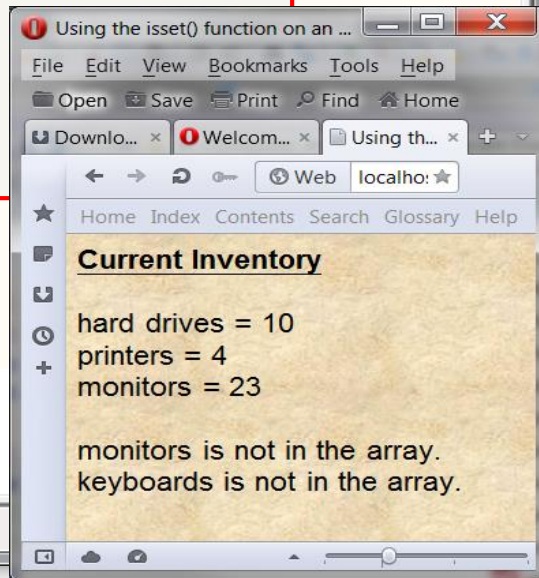 Using the isset() function on an ...
File Edit View Bookmarks Tools Help
Open Save Print Find Home
Downlo... Welcom... Using th...
Web localho:
Home Index Contents Search Glossary Help
Current Inventory
hard drives = 10
printers = 4
monitors = 23
monitors is not in the array.
keyboards is not in the array.